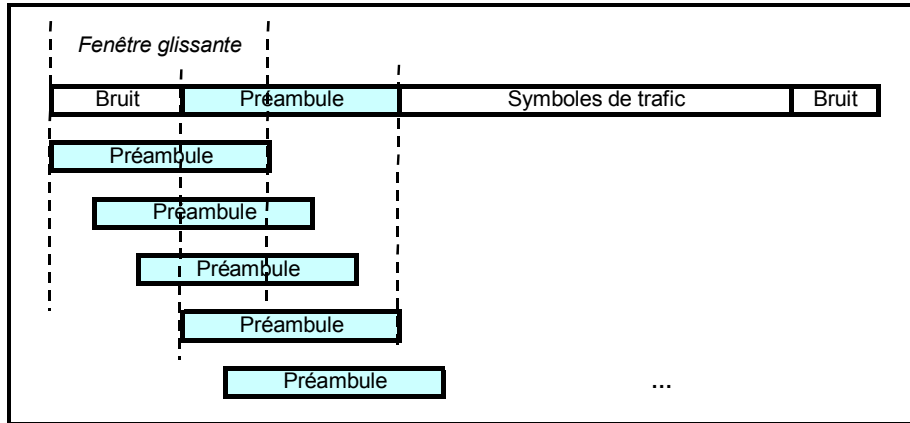 Fenêtre glissante
Bruit Préambule Symboles de trafic Bruit
Préambule
Préambule
Préambule
Préambule
Préambule ...